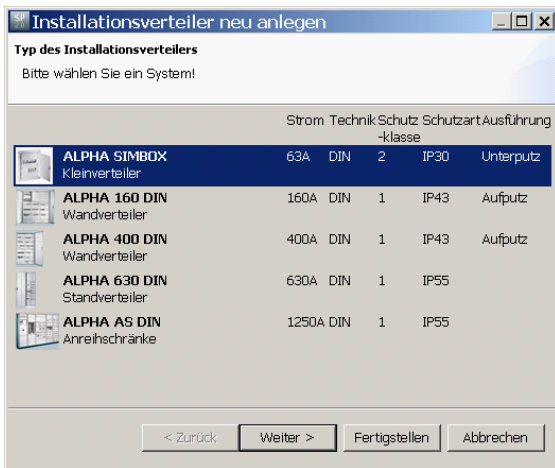 Installationsverteiler neu anlegen
Typ des Installationsverteilers
Bitte wählen Sie ein System!
Strom Technik Schutz Schutzart Ausführung
-klasse
ALPHA SIMBOX 63A DIN 2 IP30 Unterputz
Kleinverteiler
ALPHA 160 DIN 160A DIN 1 IP43 Aufputz
Wandverteiler
ALPHA 400 DIN 400A DIN 1 IP43 Aufputz
Wandverteiler
ALPHA 630 DIN 630A DIN 1 IP55
Standverteiler
ALPHA AS DIN 1250A DIN 1 IP55
Anreihschränke
< Zurück Weiter > Fertigstellen Abbrechen